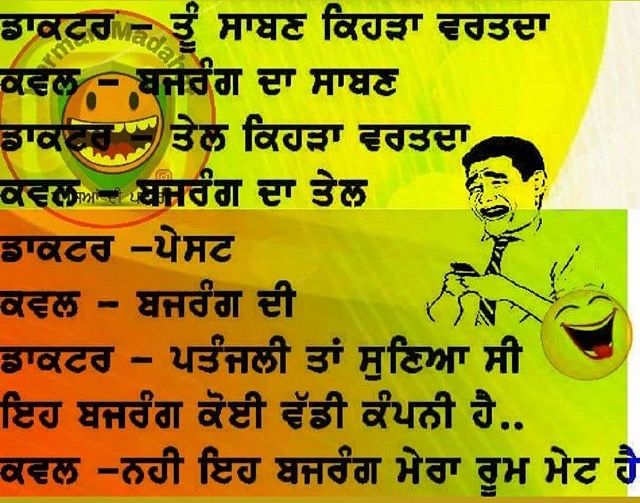 ਡਾਕਟਰ - ਤੂੰ ਸਾਬਣ ਕਿਹੜਾ ਵਰਤਦਾ
ਕਵਲ - ਬਜਰੰਗ ਦਾ ਸਾਬਣ
ਡਾਕਟਰ - ਤੇਲ ਕਿਹੜਾ ਵਰਤਦਾ
ਕਵਲ - ਬਜਰੰਗ ਦਾ ਤੇਲ
ਡਾਕਟਰ -ਪੇਸਟ
ਕਵਲ - ਬਜਰੰਗ ਦੀ
ਡਾਕਟਰ - ਪਤੰਜਲੀ ਤਾਂ ਸੁਣਿਆ ਸੀ
ਇਹ ਬਜਰੰਗ ਕੋਈ ਵੱਡੀ ਕੰਪਨੀ ਹੈ..
ਕਵਲ -ਨਹੀ ਇਹ ਬਜਰੰਗ ਮੇਰਾ ਰੂਮ ਮੇਟ ਹੈ